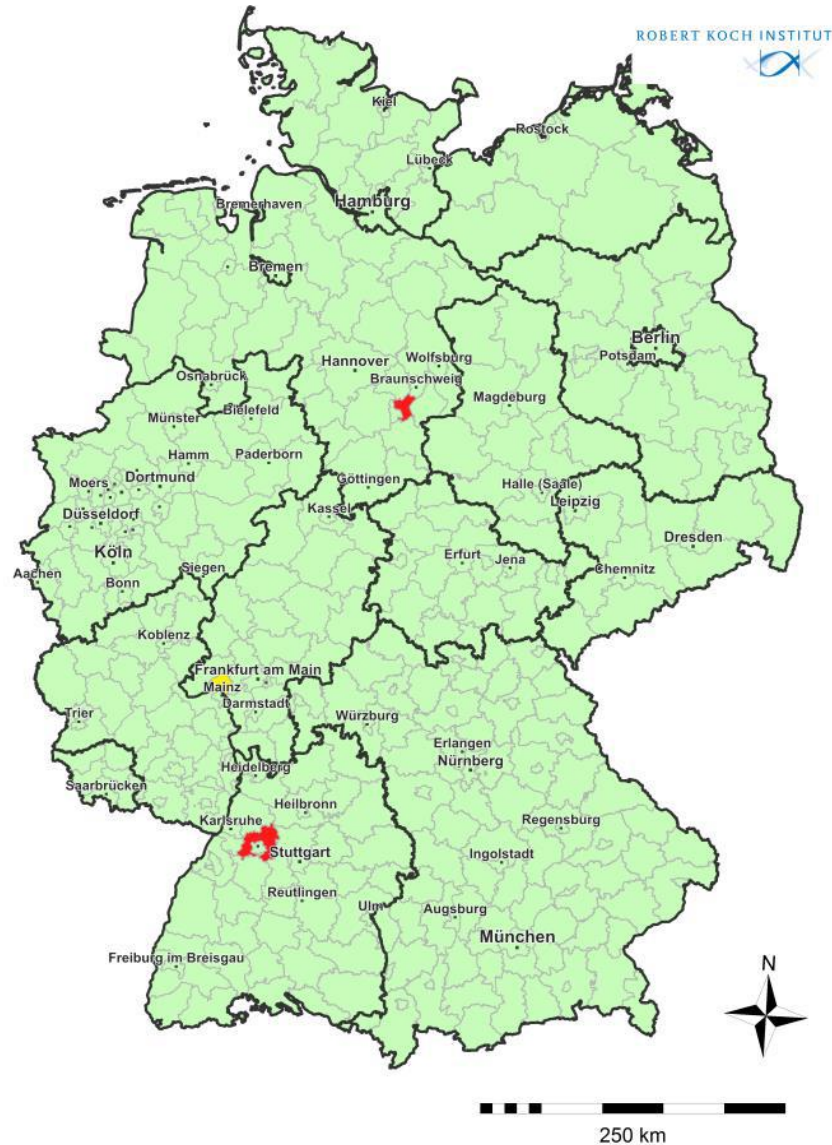 ROBERT KOCH INSTITUT
Kiel
Rostock
Lübeck
Hamburg
Bremerhaven
Bremen
Berlin
Potsdam
Hannover
Wolfsburg
Braunschweig
Magdeburg
Osnabrück
Bielefeld
Münster
Hamm
Paderborn
Moers
Dortmund
Göttingen
Halle (Saale)
Leipzig
Düsseldorf
Kassel
Dresden
Köln
Erfurt
Jena
Chemnitz
Aachen
Siegen
Bonn
Koblenz
Frankfurt am Main
Mainz
Darmstadt
Trier
Würzburg
Erlangen
Nürnberg
Heidelberg
Saarbrücken
Heilbronn
Karlsruhe
Regensburg
Stuttgart
Ingolstadt
Reutlingen
Ulm
Augsburg
München
Freiburg im Breisgau
N
250 km